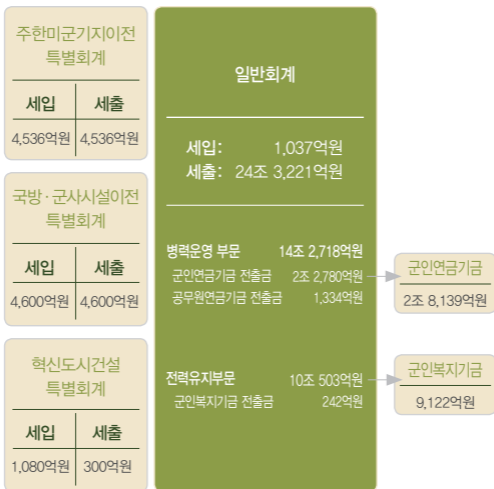 주한미군기지이전
특별회계
세입 세출
4,536억원 4,536억원
국방·군사시설이전
특별회계
세입 세출
4,600억원 4,600억원
혁신도시건설
특별회계
세입 세출
1,080억원 300억원
일반회계
세입: 1,037억원
세출: 24조 3,221억원
병력운영 부문 14조 2,718억원
군인연금기금 전출금 2조 2,780억원
공무원연금기금 전출금 1,334억원
전력유지부문 10조 503억원
군인복지기금 전출금 242억원
군인연금기금
2조 8,139억원
군인복지기금
9,122억원